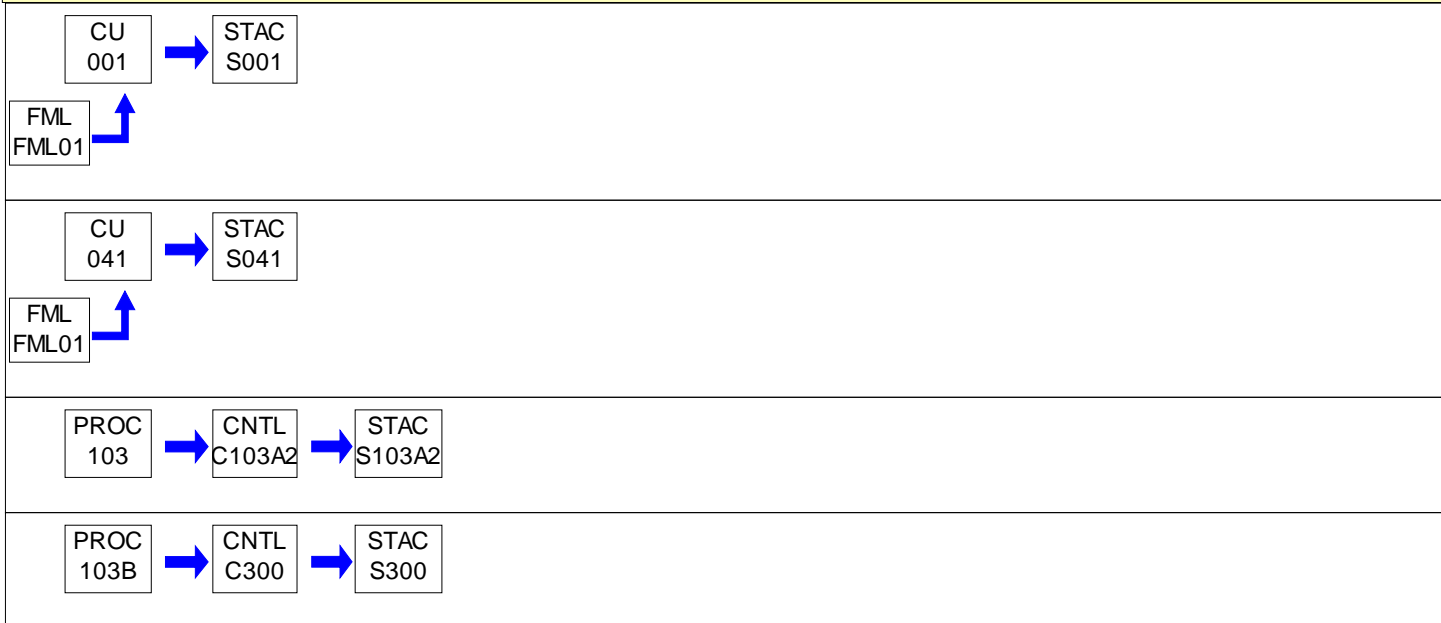 CU
001
STAC
S001
FML
FML01
CU
041
STAC
S041
FML
FML01
PROC
103
CNTL
C103A2
STAC
S103A2
PROC
103B
CNTL
C300
STAC
S300